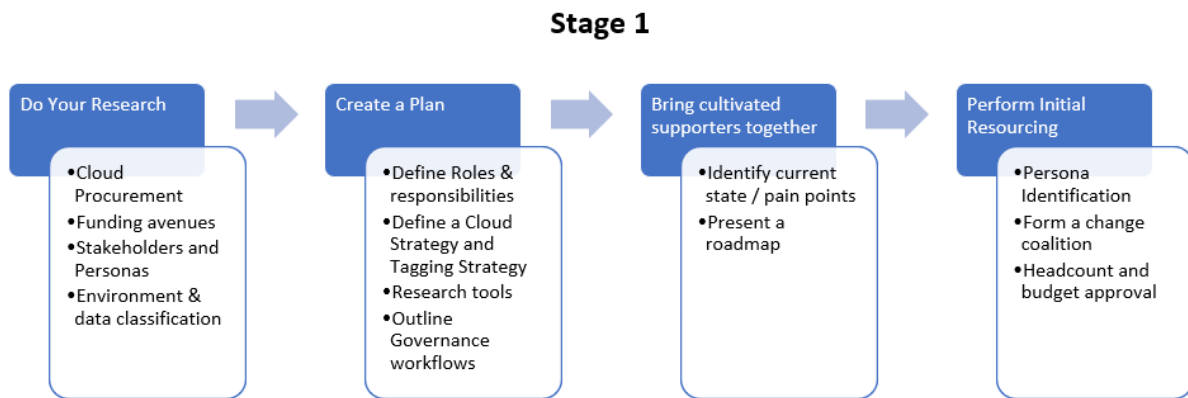 Stage 1
Do Your Research
•Cloud
Procurement
•Funding avenues
•Stakeholders and
Personas
•Environment &
data classification
Create a Plan
•Define Roles &
responsibilities
•Define a Cloud
Strategy and
Tagging Strategy
•Research tools
•Outline
Governance
workflows
Bring cultivated
supporters together
•Identify current
state / pain points
•Present a
roadmap
Perform Initial
Resourcing
•Persona
Identification
•Form a change
coalition
•Headcount and
budget approval